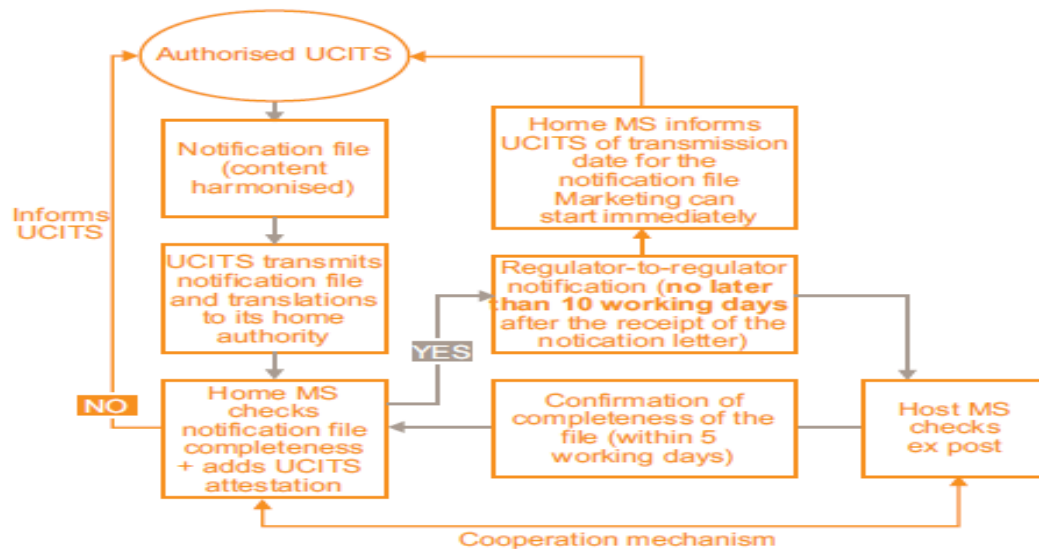 Authorised UCITS
Notification file
(content
harmonised)
Informs
UCITS
UCITS transmits
notification file
and translations
to its home
authority
NO
Home MS
checks
notification file
completeness
+ adds UCITS
attestation
YES
Home MS informs
UCITS of transmission
date for the
notification file
Marketing can
start immediately
Regulator-to-regulator
notification (no later
than 10 working days
after the receipt of the
notication letter)
Confirmation of
completeness of the
file (within 5
working days)
Host MS
checks
ex post
Cooperation mechanism